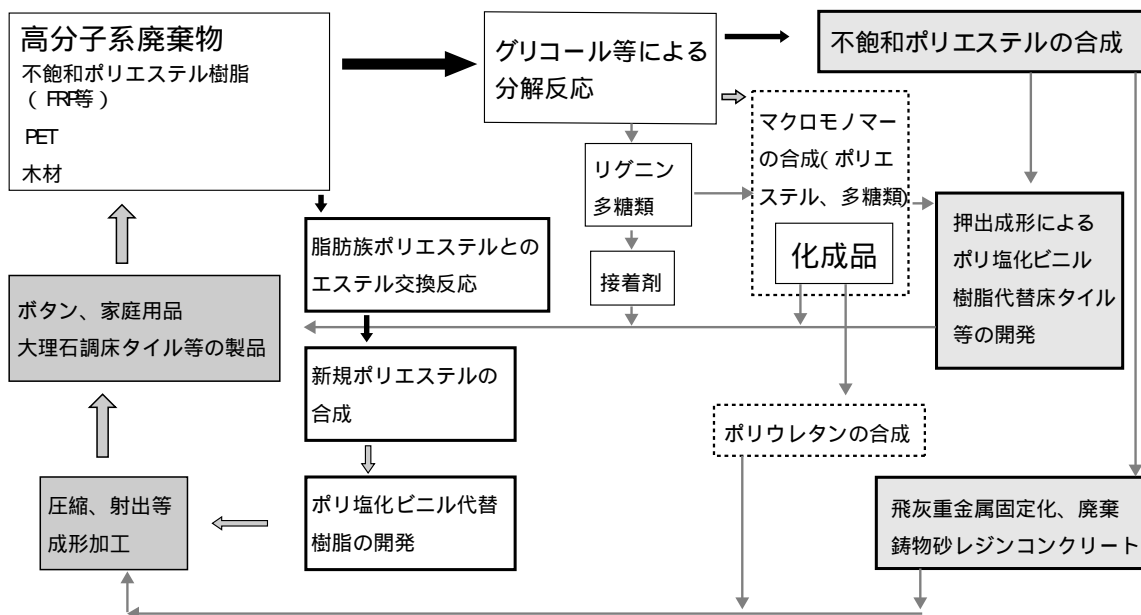 高分子系廃棄物
不飽和ポリエステル樹脂
（FRP等）
PET
木材
グリコール等による
分解反応
不飽和ポリエステルの合成
マクロモノマー
の合成(ポリエ
ステル、多糖類)
化成品
リグニン
多糖類
接着剤
脂肪族ポリエステルとの
エステル交換反応
押出成形による
ポリ塩化ビニル
樹脂代替床タイル
等の開発
ボタン、家庭用品
大理石調床タイル等の製品
新規ポリエステルの
合成
ポリウレタンの合成
圧縮、射出等
成形加工
ポリ塩化ビニル代替
樹脂の開発
飛灰重金属固定化、廃棄
鋳物砂レジンコンクリート